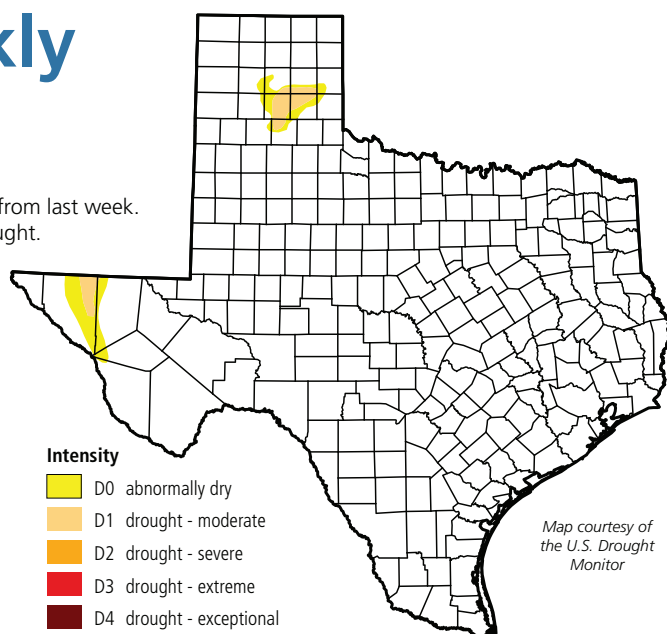 kly
from last week.
ught.
Intensity
D0 abnormally dry
D1 drought - moderate
D2 drought - severe
D3 drought - extreme
D4 drought - exceptional
Map courtesy of
the U.S. Drought
Monitor